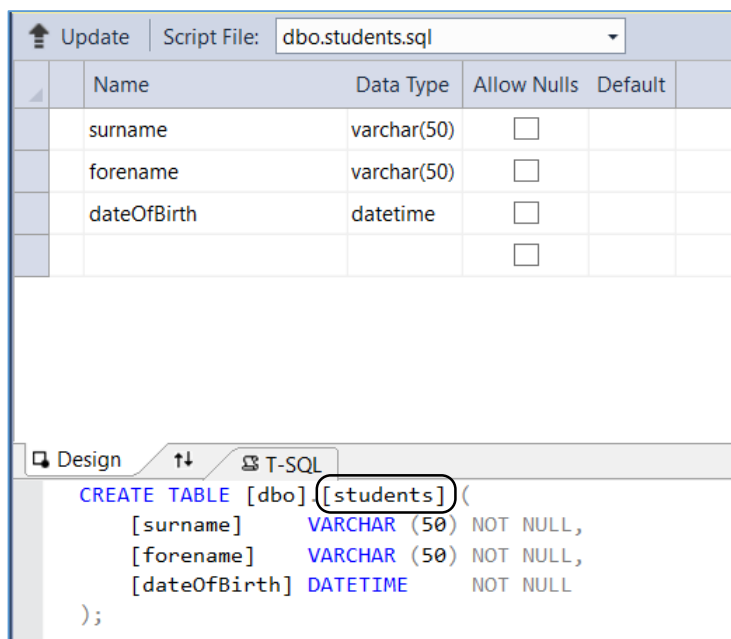 Update Script File: dbo.students.sql
Name Data Type Allow Nulls Default
surname varchar(50)
forename varchar(50)
dateOfBirth datetime
Design T-SQL
CREATE TABLE [dbo].[students] (
[surname] VARCHAR (50) NOT NULL,
[forename] VARCHAR (50) NOT NULL,
[dateOfBirth] DATETIME NOT NULL
);